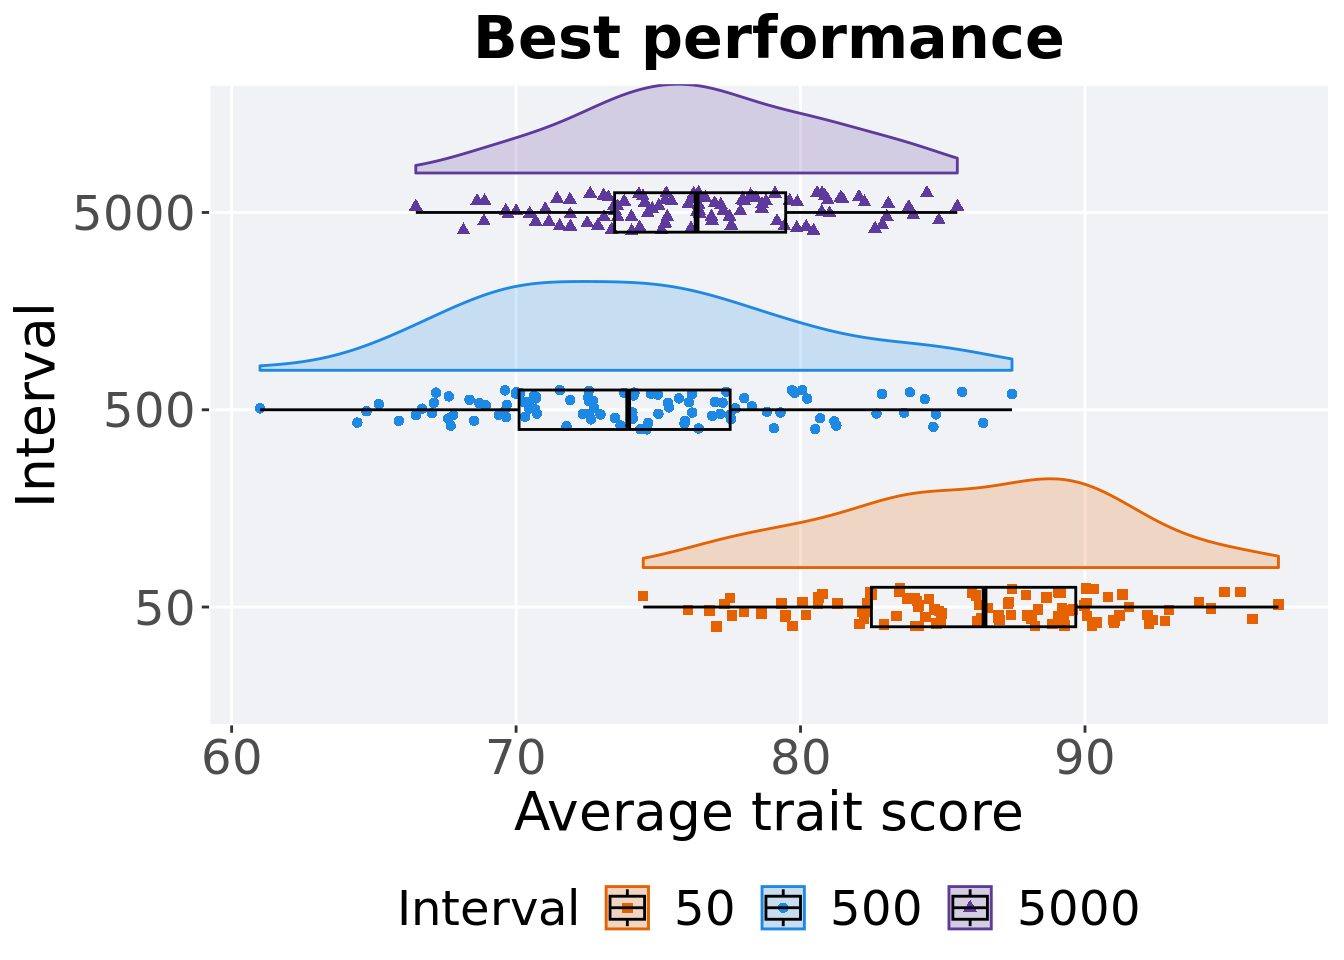 Best performance
Interval
5000
500
50
60 70 80 90
Average trait score
Interval 50 500 5000